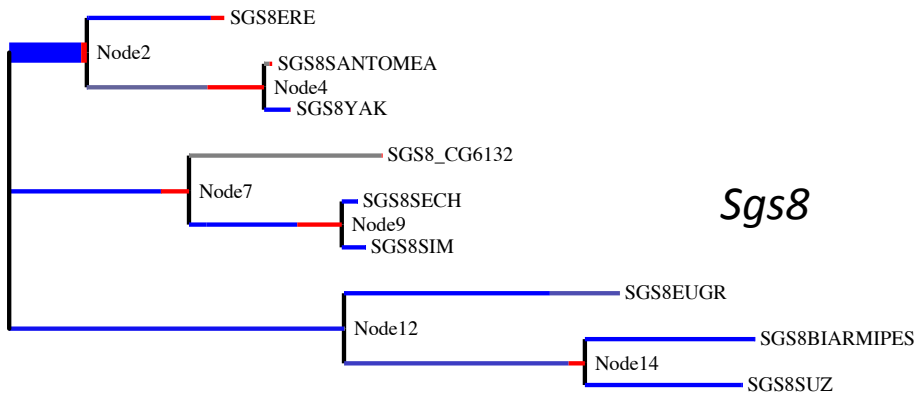 SGS8ERE
Node2
SGS8SANTOMEA
Node4
SGS8YAK
SGS8_CG6132
Node7
SGS8SECH
Sgs8
Node9
SGS8SIM
SGS8EUGR
Node12
SGS8BIARMIPES
Node14
SGS8SUZ